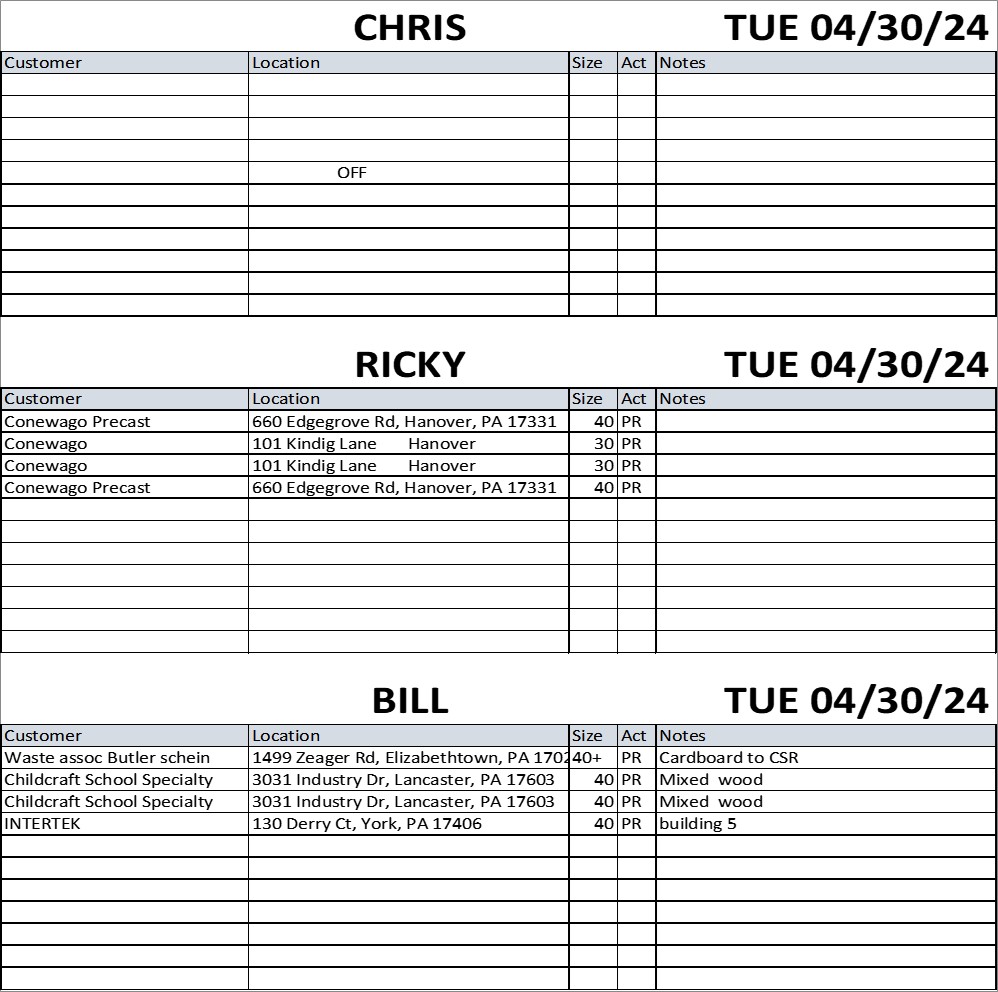 CHRIS TUE 04/30/24
Customer Location Size Act Notes
OFF
RICKY TUE 04/30/24
Customer Location Size Act Notes
Conewago Precast 660 Edgegrove Rd, Hanover, PA 17331 40 PR
Conewago 101 Kindig Lane Hanover 30 PR
Conewago 101 Kindig Lane Hanover 30 PR
Conewago Precast 660 Edgegrove Rd, Hanover, PA 17331 40 PR
BILL TUE 04/30/24
Customer Location Size Act Notes
Waste assoc Butler schein 1499 Zeager Rd, Elizabethtown, PA 1702 40+ PR Cardboard to CSR
Childcraft School Specialty 3031 Industry Dr, Lancaster, PA 17603 40 PR Mixed wood
Childcraft School Specialty 3031 Industry Dr, Lancaster, PA 17603 40 PR Mixed wood
INTERTEK 130 Derry Ct, York, PA 17406 40 PR building 5